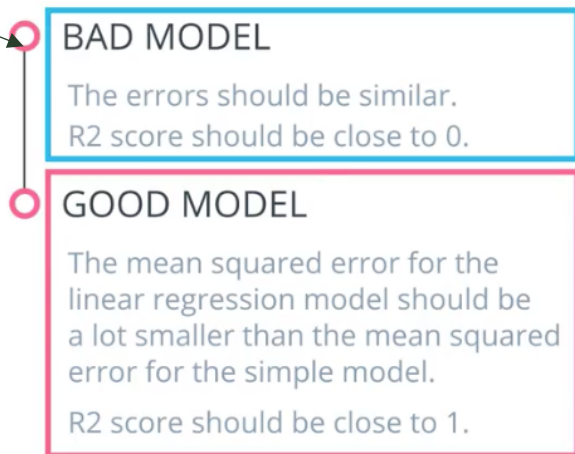 BAD MODEL
The errors should be similar.
R2 score should be close to 0.
GOOD MODEL
The mean squared error for the
linear regression model should be
a lot smaller than the mean squared
error for the simple model.
R2 score should be close to 1.